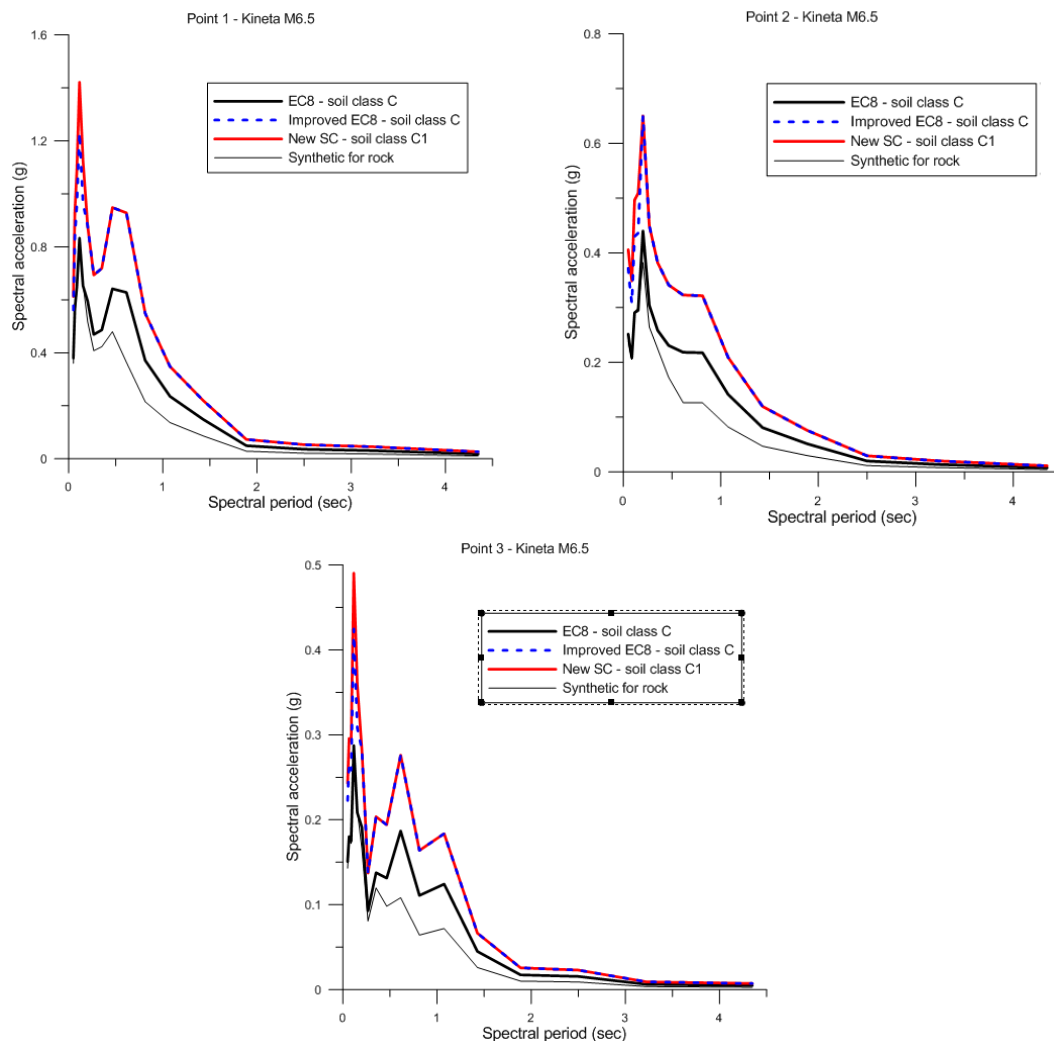 Point 1 - Kineta M6.5
1.6
1.2
0.8
0.4
0
Spectral acceleration (g)
EC8 - soil class C
Improved EC8 - soil class C
New SC - soil class C1
Synthetic for rock
0 1 2 3 4
Spectral period (sec)
Point 2 - Kineta M6.5
0.8
0.6
0.4
0.2
0
Spectral acceleration (g)
EC8 - soil class C
Improved EC8 - soil class C
New SC - soil class C1
Synthetic for rock
0 1 2 3 4
Spectral period (sec)
Point 3 - Kineta M6.5
0.5
0.4
0.3
0.2
0.1
0
Spectral acceleration (g)
EC8 - soil class C
Improved EC8 - soil class C
New SC - soil class C1
Synthetic for rock
0 1 2 3 4
Spectral period (sec)